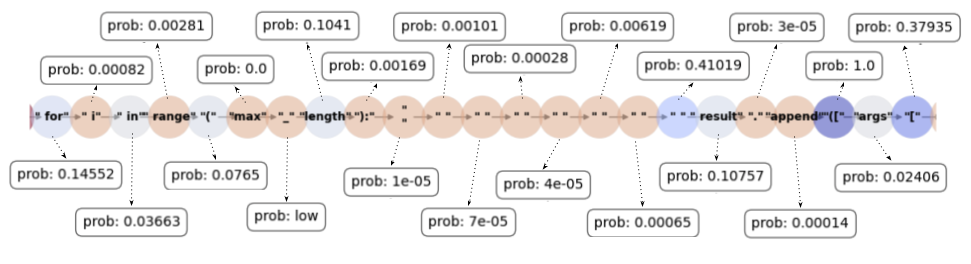 prob: 0.00281
prob: 0.1041
prob: 0.00101
prob: 0.00619
prob: 3e-05
prob: 0.37935
prob: 0.00082
prob: 0.0
prob: 0.00169
prob: 0.00028
prob: 0.41019
prob: 1.0
" for" " i" " in" " range" "(" "max" "_" "length" "):" " " " " " " " " " " " " " " " " " result" "." "append" "([" "args" "["
prob: 0.14552
prob: 0.0765
prob: 1e-05
prob: 4e-05
prob: 0.10757
prob: 0.02406
prob: 0.03663
prob: low
prob: 7e-05
prob: 0.00065
prob: 0.00014